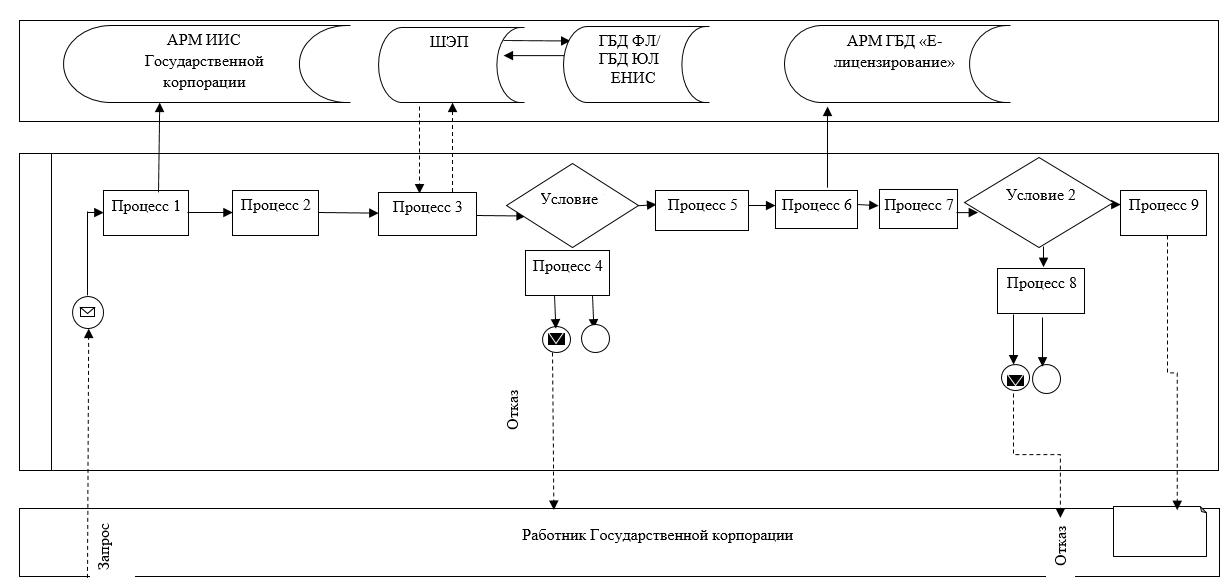 АРМ ИИС
Государственной
корпорации
ШЭП
ГБД ФЛ/
ГБД ЮЛ
ЕНИС
АРМ ГБД «Е-
лицензирование»
Процесс 1
Процесс 2
Процесс 3
Условие
Процесс 5
Процесс 6
Процесс 7
Условие 2
Процесс 9
Процесс 4
Процесс 8
Отказ
Запрос
Работник Государственной корпорации
Отказ